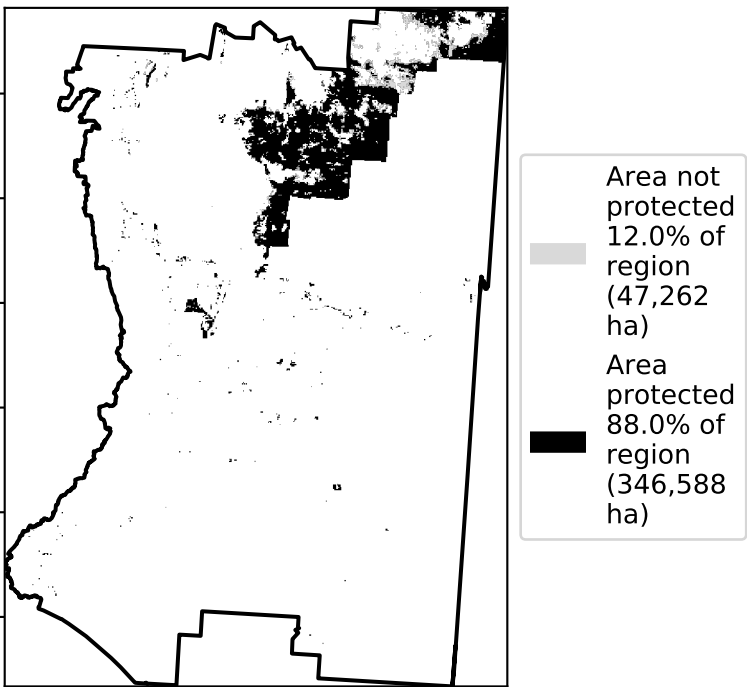 Area not
protected
12.0% of
region
(47,262
ha)
Area
protected
88.0% of
region
(346,588
ha)